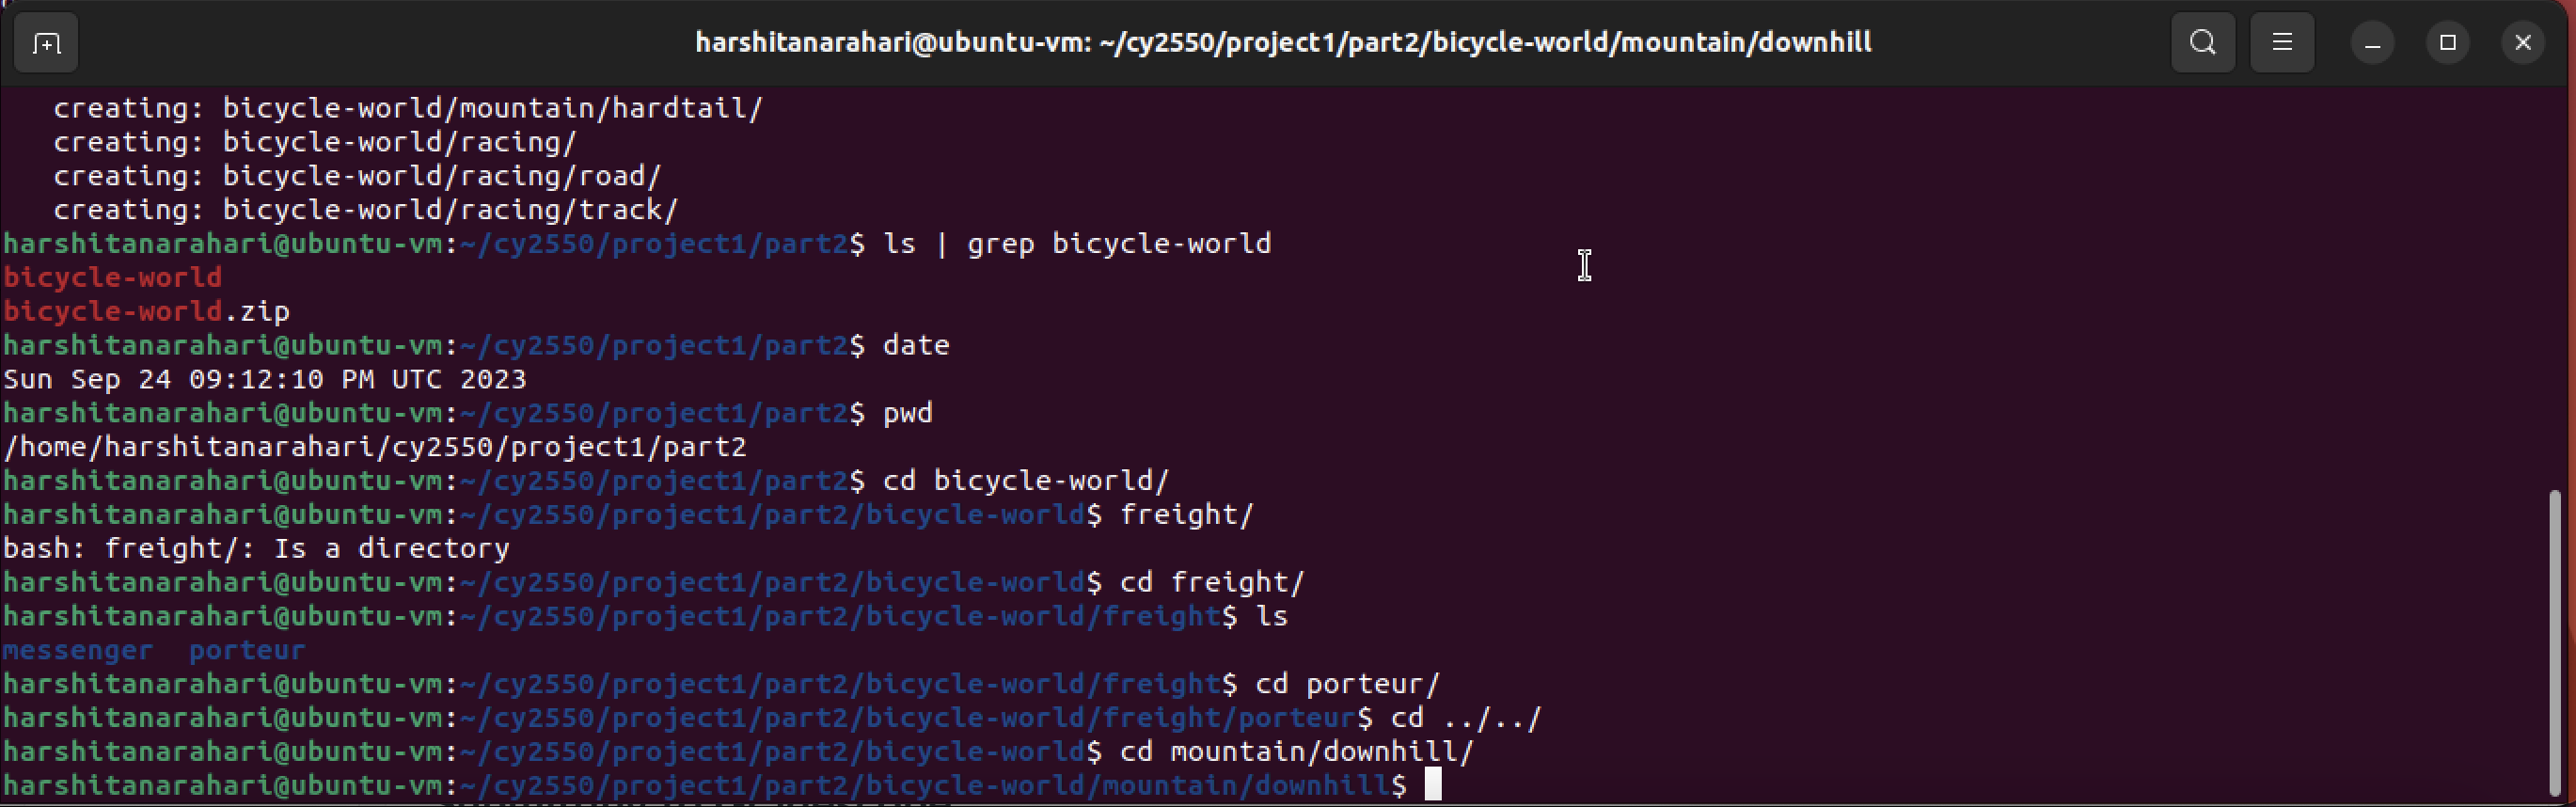 harshitanarahari@ubuntu-vm: ~/cy2550/project1/part2/bicycle-world/mountain/downhill
   creating: bicycle-world/mountain/hardtail/
   creating: bicycle-world/racing/
   creating: bicycle-world/racing/road/
   creating: bicycle-world/racing/track/
harshitanarahari@ubuntu-vm:~/cy2550/project1/part2$ ls | grep bicycle-world
bicycle-world
bicycle-world.zip
harshitanarahari@ubuntu-vm:~/cy2550/project1/part2$ date
Sun Sep 24 09:12:10 PM UTC 2023
harshitanarahari@ubuntu-vm:~/cy2550/project1/part2$ pwd
/home/harshitanarahari/cy2550/project1/part2
harshitanarahari@ubuntu-vm:~/cy2550/project1/part2$ cd bicycle-world/
harshitanarahari@ubuntu-vm:~/cy2550/project1/part2/bicycle-world$ freight/
bash: freight/: Is a directory
harshitanarahari@ubuntu-vm:~/cy2550/project1/part2/bicycle-world$ cd freight/
harshitanarahari@ubuntu-vm:~/cy2550/project1/part2/bicycle-world/freight$ ls
messenger  porteur
harshitanarahari@ubuntu-vm:~/cy2550/project1/part2/bicycle-world/freight$ cd porteur/
harshitanarahari@ubuntu-vm:~/cy2550/project1/part2/bicycle-world/freight/porteur$ cd ../../
harshitanarahari@ubuntu-vm:~/cy2550/project1/part2/bicycle-world$ cd mountain/downhill/
harshitanarahari@ubuntu-vm:~/cy2550/project1/part2/bicycle-world/mountain/downhill$